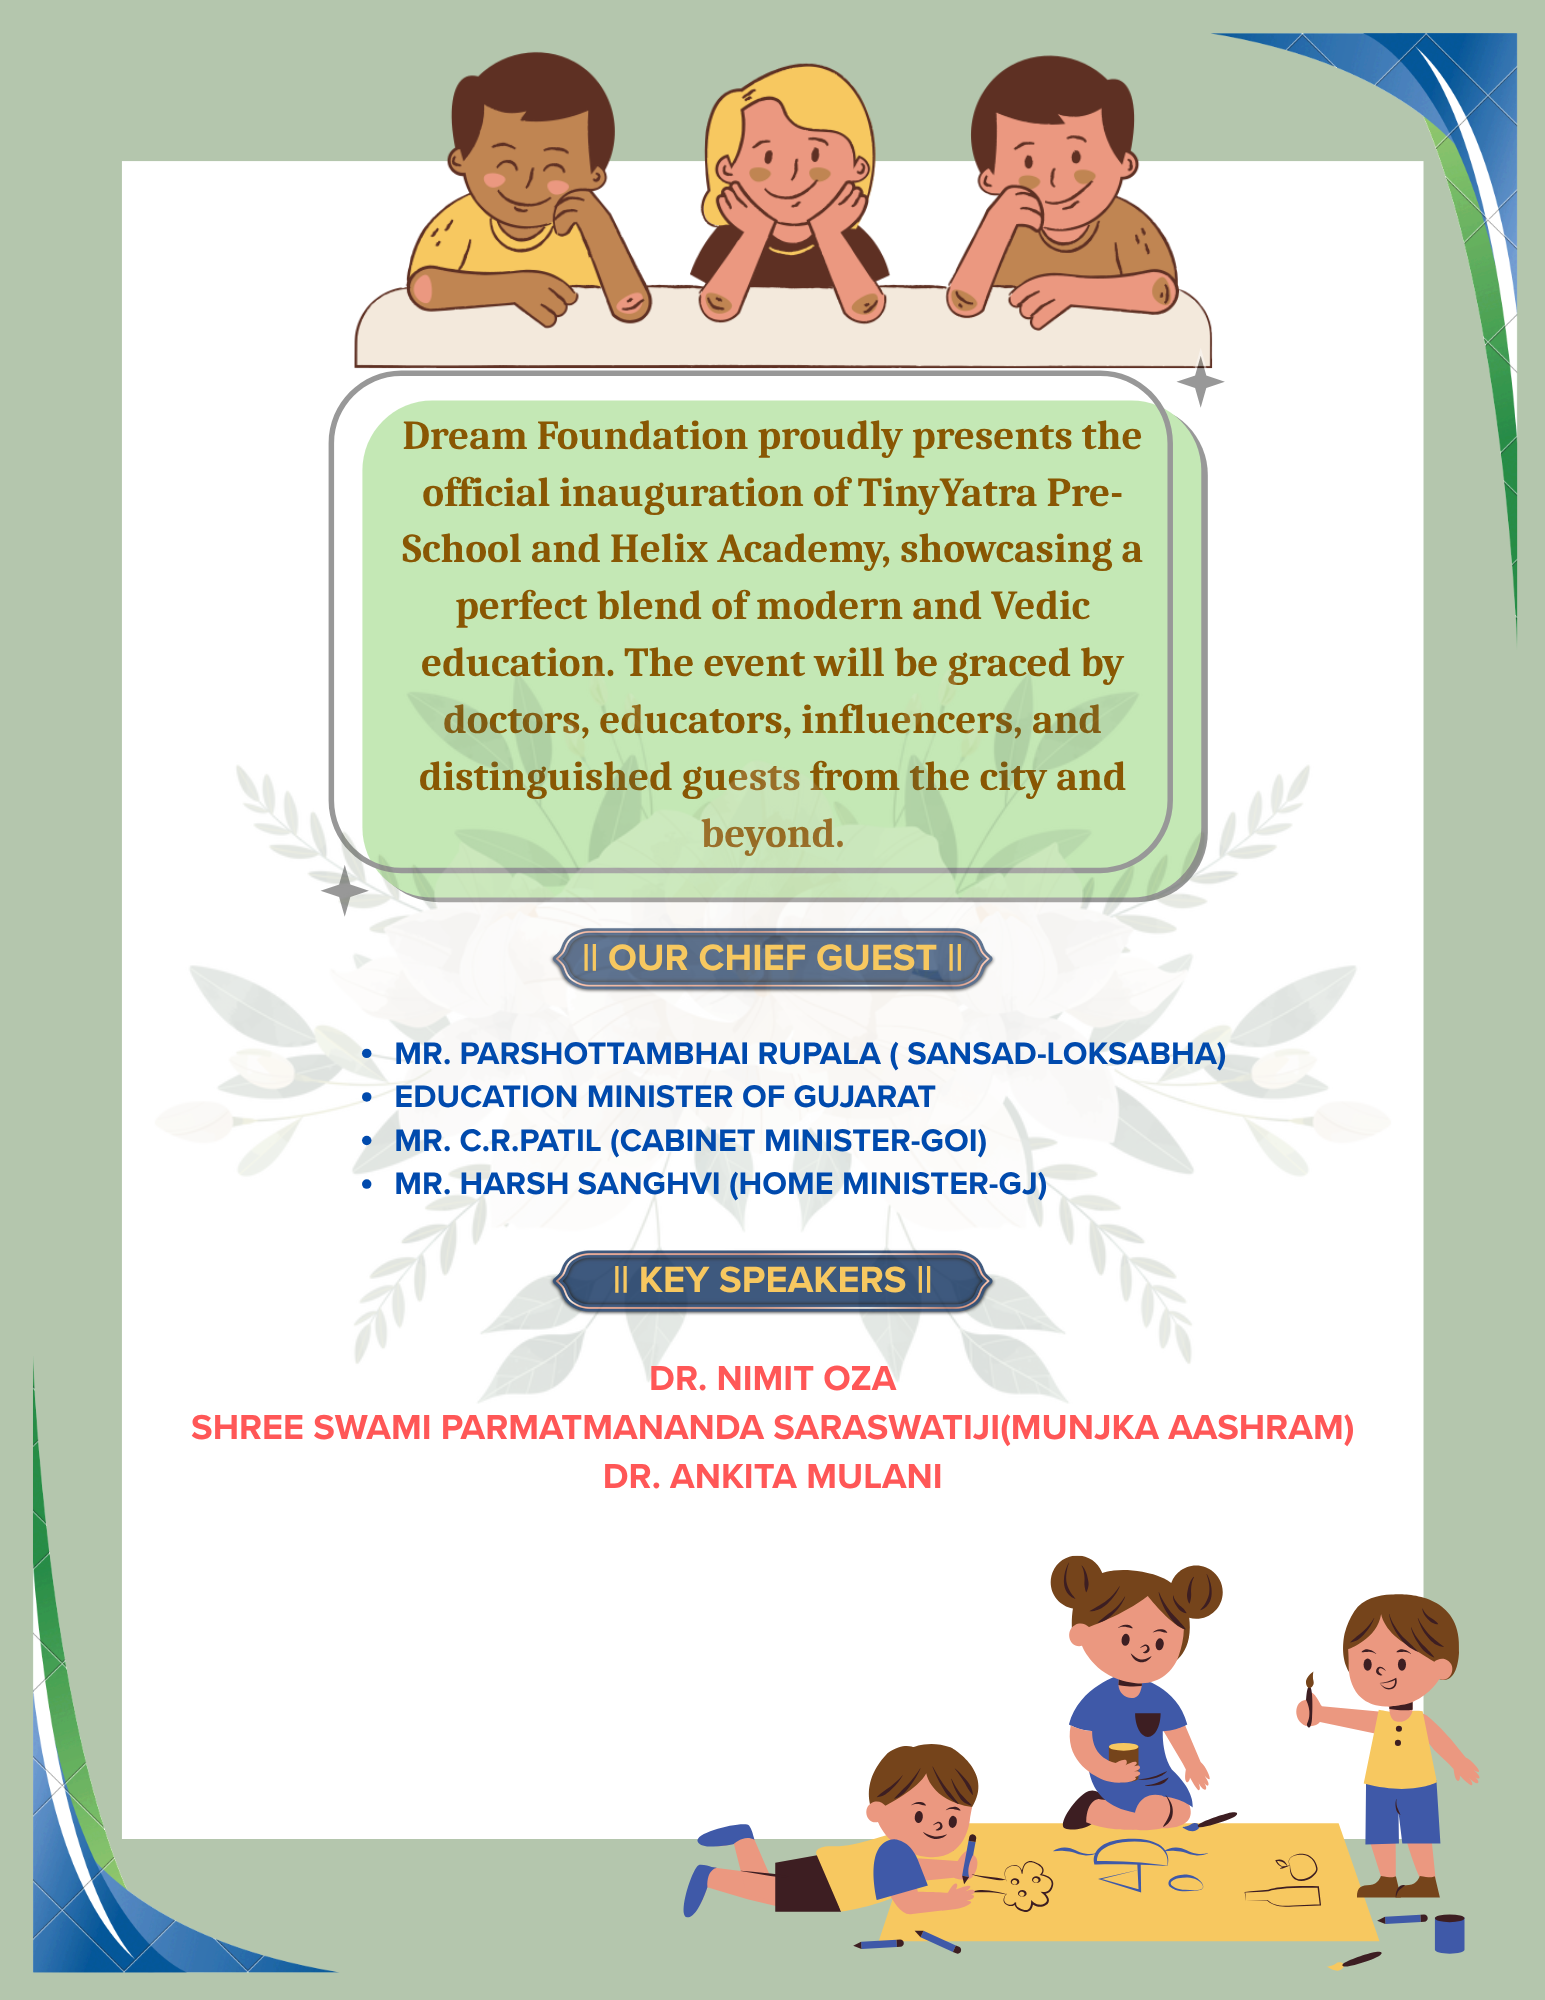 Dream Foundation proudly presents the
official inauguration of TinyYatra Pre-
School and Helix Academy, showcasing a
perfect blend of modern and Vedic
education. The event will be graced by
doctors, educators, influencers, and
distinguished guests from the city and
beyond.
|| OUR CHIEF GUEST ||
• MR. PARSHOTTAMBHAI RUPALA ( SANSAD-LOKSABHA)
• EDUCATION MINISTER OF GUJARAT
• MR. C.R.PATIL (CABINET MINISTER-GOI)
• MR. HARSH SANGHVI (HOME MINISTER-GJ)
|| KEY SPEAKERS ||
DR. NIMIT OZA
SHREE SWAMI PARMATMANANDA SARASWATIJI(MUNJKA AASHRAM)
DR. ANKITA MULANI